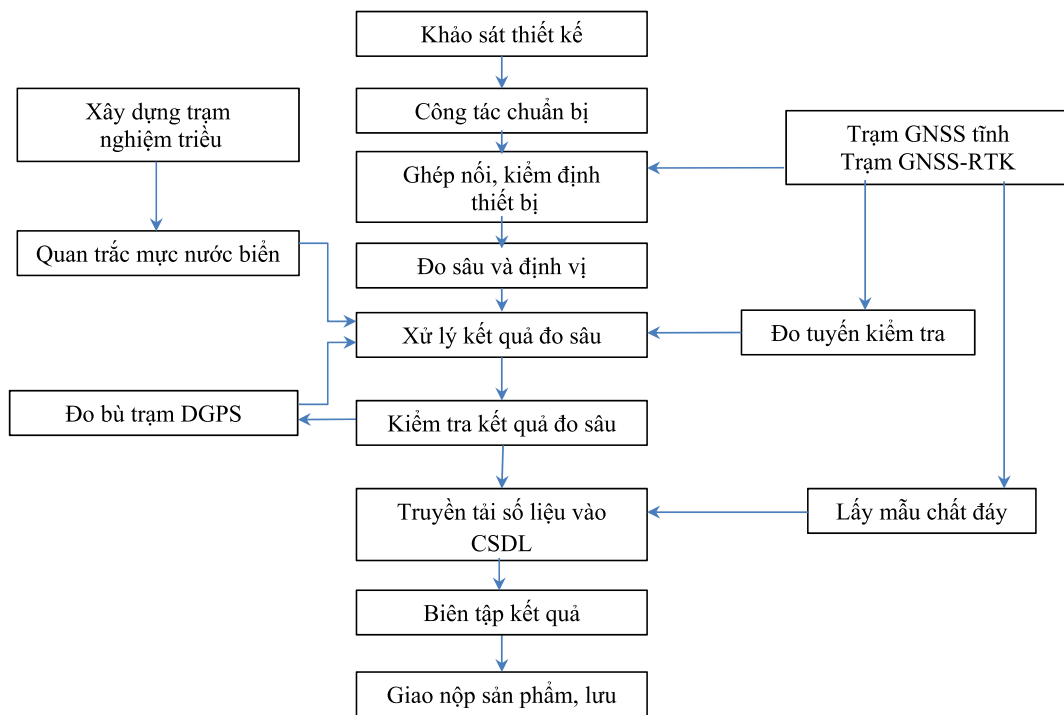 Khảo sát thiết kế
Xây dựng trạm
nghiệm triều
Công tác chuẩn bị
Trạm GNSS tĩnh
Trạm GNSS-RTK
Ghép nối, kiểm định
thiết bị
Quan trắc mực nước biển
Đo sâu và định vị
Xử lý kết quả đo sâu
Đo tuyến kiểm tra
Đo bù trạm DGPS
Kiểm tra kết quả đo sâu
Truyền tải số liệu vào
CSDL
Lấy mẫu chất đáy
Biên tập kết quả
Giao nộp sản phẩm, lưu